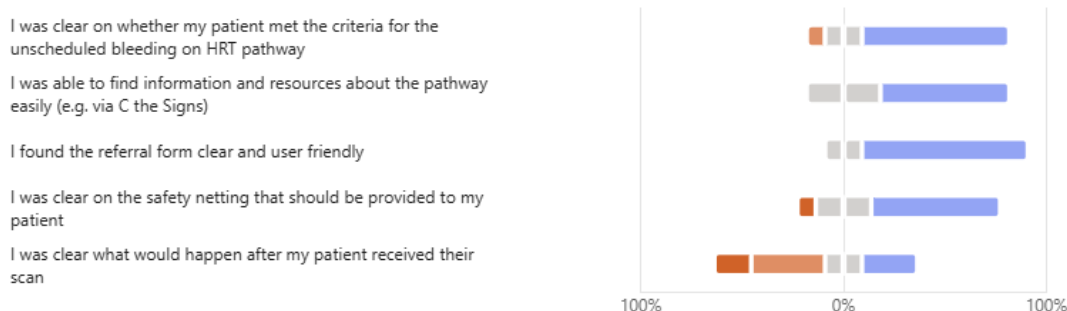 I was clear on whether my patient met the criteria for the
unscheduled bleeding on HRT pathway
I was able to find information and resources about the pathway
easily (e.g. via C the Signs)
I found the referral form clear and user friendly
I was clear on the safety netting that should be provided to my
patient
I was clear what would happen after my patient received their
scan
100% 0% 100%